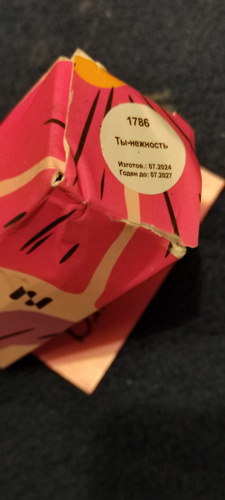 1786
Ты-нежность
Изготов.: 07.2024
Годен до: 07.2027